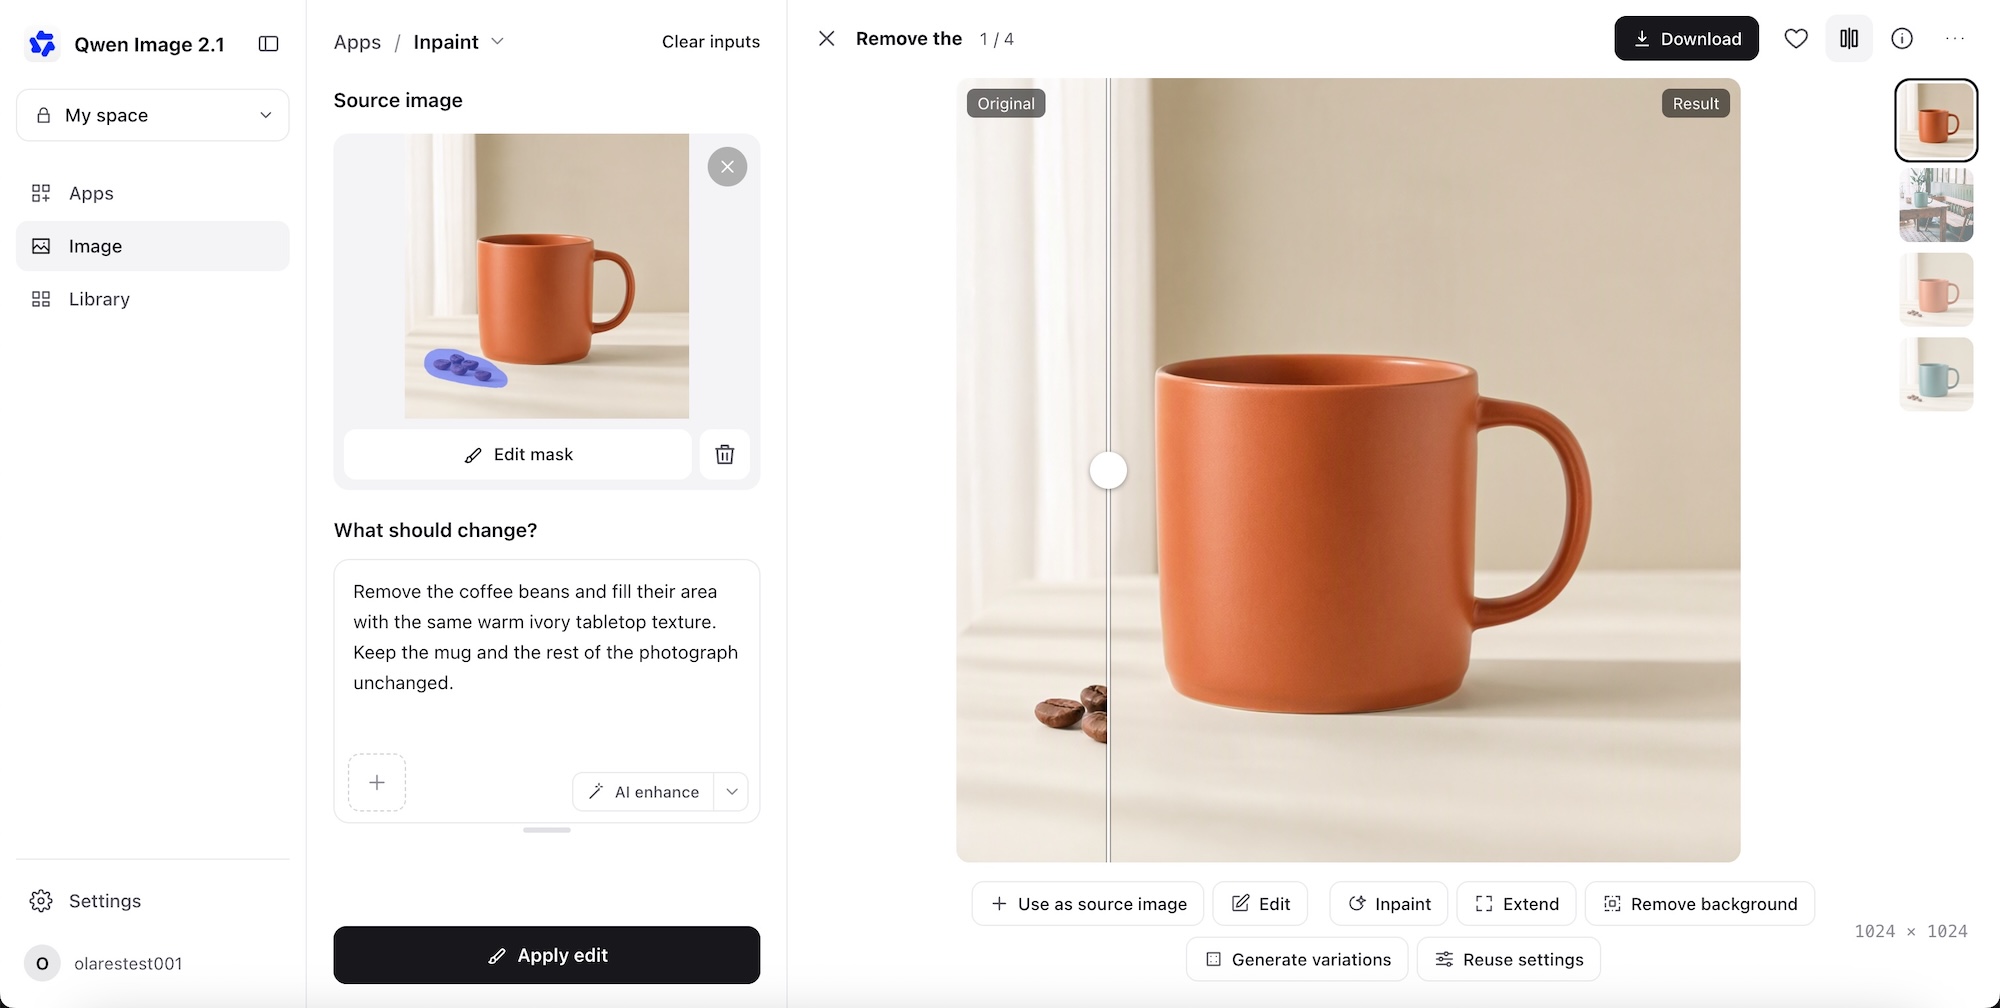 Qwen Image 2.1
My space
Apps
Image
Library
Settings
O
olarestest001
Apps / Inpaint
Clear inputs
Source image
Edit mask
What should change?
Remove the coffee beans and fill their area
with the same warm ivory tabletop texture.
Keep the mug and the rest of the photograph
unchanged.
AI enhance
Apply edit
Remove the 1 / 4
Download
Original
Result
Use as source image
Edit
Inpaint
Extend
Remove background
Generate variations
Reuse settings
1024 × 1024